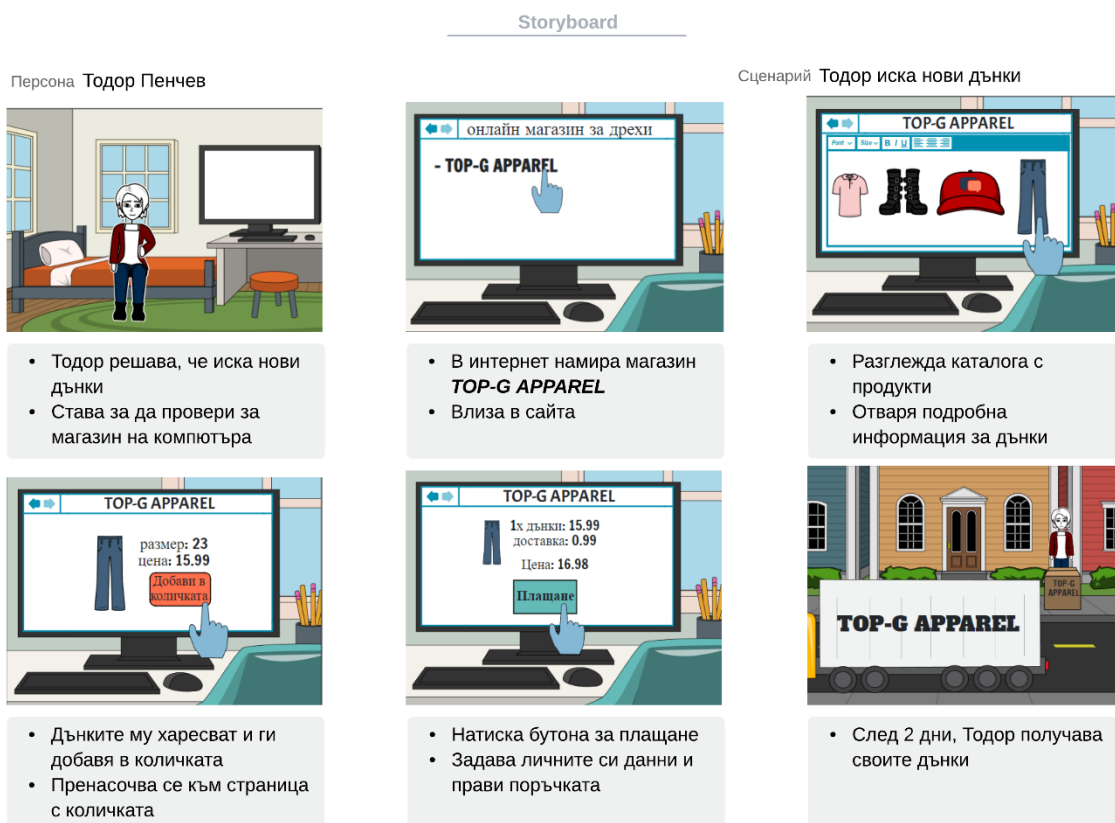 Storyboard
Персона Тодор Пенчев
Сценарий Тодор иска нови дънки
онлайн магазин за дрехи
- TOP-G APPAREL
TOP-G APPAREL
Font Size B I U
• Тодор решава, че иска нови
дънки
• Става за да провери за
магазин на компютъра
• В интернет намира магазин
TOP-G APPAREL
• Влиза в сайта
• Разглежда каталога с
продукти
• Отваря подробна
информация за дънки
TOP-G APPAREL
размер: 23
цена: 15.99
Добави в
количката
TOP-G APPAREL
1х дънки: 15.99
доставка: 0.99
Цена: 16.98
Плащане
TOP-G
APPAREL
TOP-G APPAREL
• Дънките му харесват и ги
добавя в количката
• Пренасочва се към страница
с количката
• Натиска бутона за плащане
• Задава личните си данни и
прави поръчката
• След 2 дни, Тодор получава
своите дънки